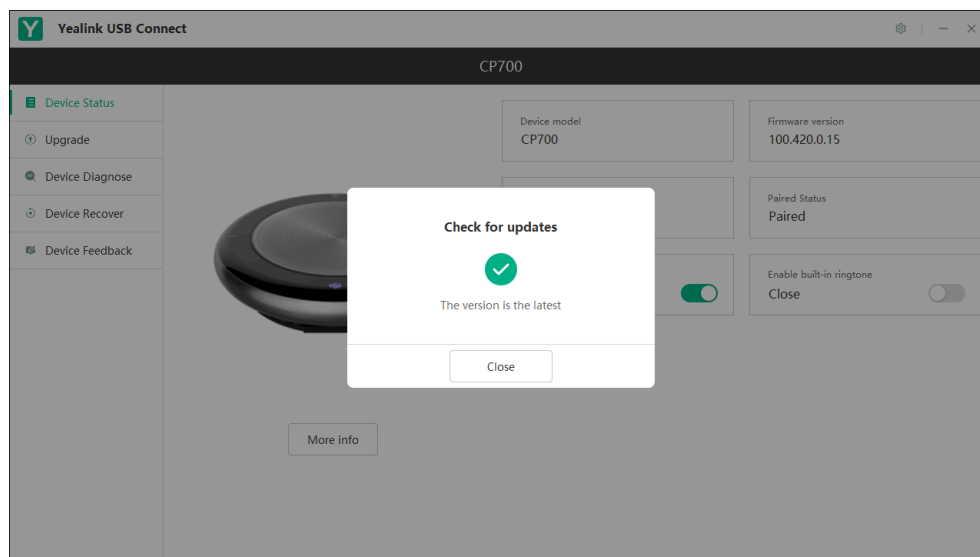 Y Yealink USB Connect
CP700
Device Status
Upgrade
Device Diagnose
Device Recover
Device Feedback
Device model
CP700
Firmware version
100.420.0.15
Paired Status
Paired
Enable built-in ringtone
Close
More info
Check for updates
The version is the latest
Close